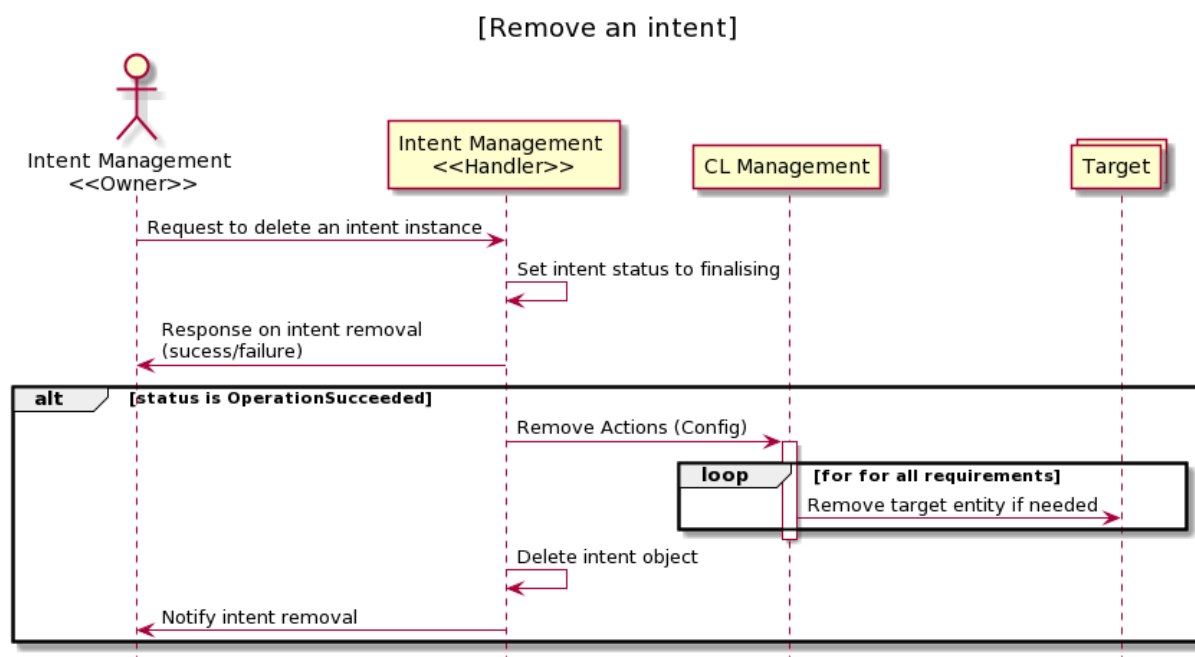 [Remove an intent]
Intent Management
<<Owner>>
Intent Management
<<Handler>>
CL Management
Target
Request to delete an intent instance
Set intent status to finalising
Response on intent removal
(sucess/failure)
alt
[status is OperationSucceeded]
Remove Actions (Config)
loop
[for for all requirements]
Remove target entity if needed
Delete intent object
Notify intent removal